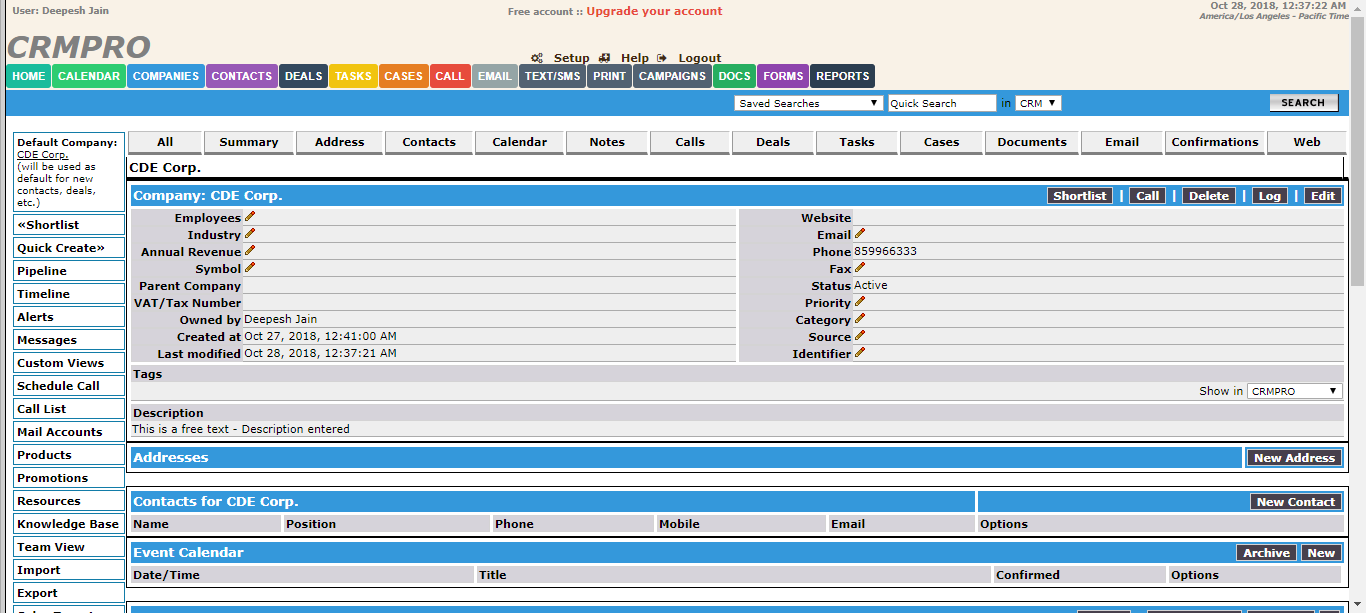 User: Deepesh Jain
Free account :: Upgrade your account
Oct 28, 2018, 12:37:22 AM
America/Los Angeles - Pacific Time
CRMPRO
Setup Help Logout
HOME CALENDAR COMPANIES CONTACTS DEALS TASKS CASES CALL EMAIL TEXT/SMS PRINT CAMPAIGNS DOCS FORMS REPORTS
Saved Searches Quick Search in CRM SEARCH
Default Company:
CDE Corp.
(will be used as
default for new
contacts, deals,
etc.)
«Shortlist
Quick Create»
Pipeline
Timeline
Alerts
Messages
Custom Views
Schedule Call
Call List
Mail Accounts
Products
Promotions
Resources
Knowledge Base
Team View
Import
Export
All Summary Address Contacts Calendar Notes Calls Deals Tasks Cases Documents Email Confirmations Web
CDE Corp.
Company: CDE Corp. Shortlist | Call | Delete | Log | Edit
Employees
Industry
Annual Revenue
Symbol
Parent Company
VAT/Tax Number
Owned by Deepesh Jain
Created at Oct 27, 2018, 12:41:00 AM
Last modified Oct 28, 2018, 12:37:21 AM
Website
Email
Phone 859966333
Fax
Status Active
Priority
Category
Source
Identifier
Tags
Show in CRMPRO
Description
This is a free text - Description entered
Addresses New Address
Contacts for CDE Corp. New Contact
Name Position Phone Mobile Email Options
Event Calendar Archive New
Date/Time Title Confirmed Options